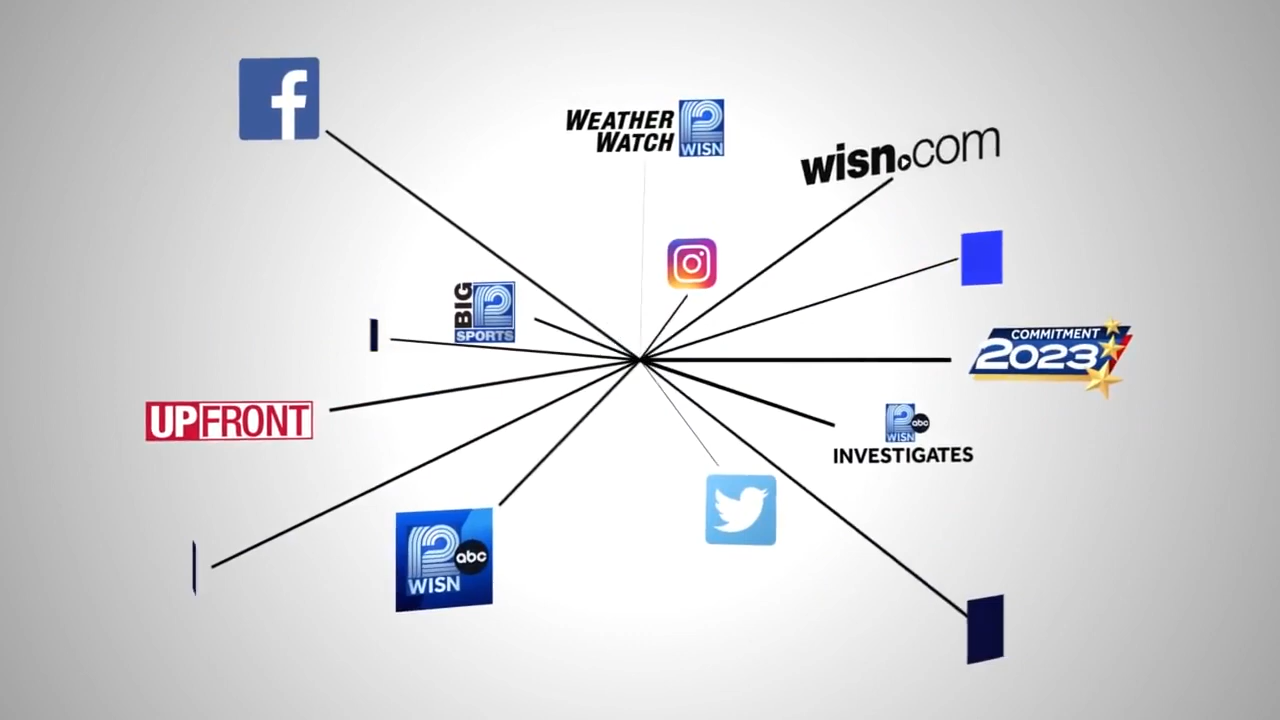 f
WEATHER
WATCH
12
WISN
wisn.com
BIG
12
SPORTS
COMMITMENT
2023
UPFRONT
12
WISN
abc
INVESTIGATES
12
WISN
abc